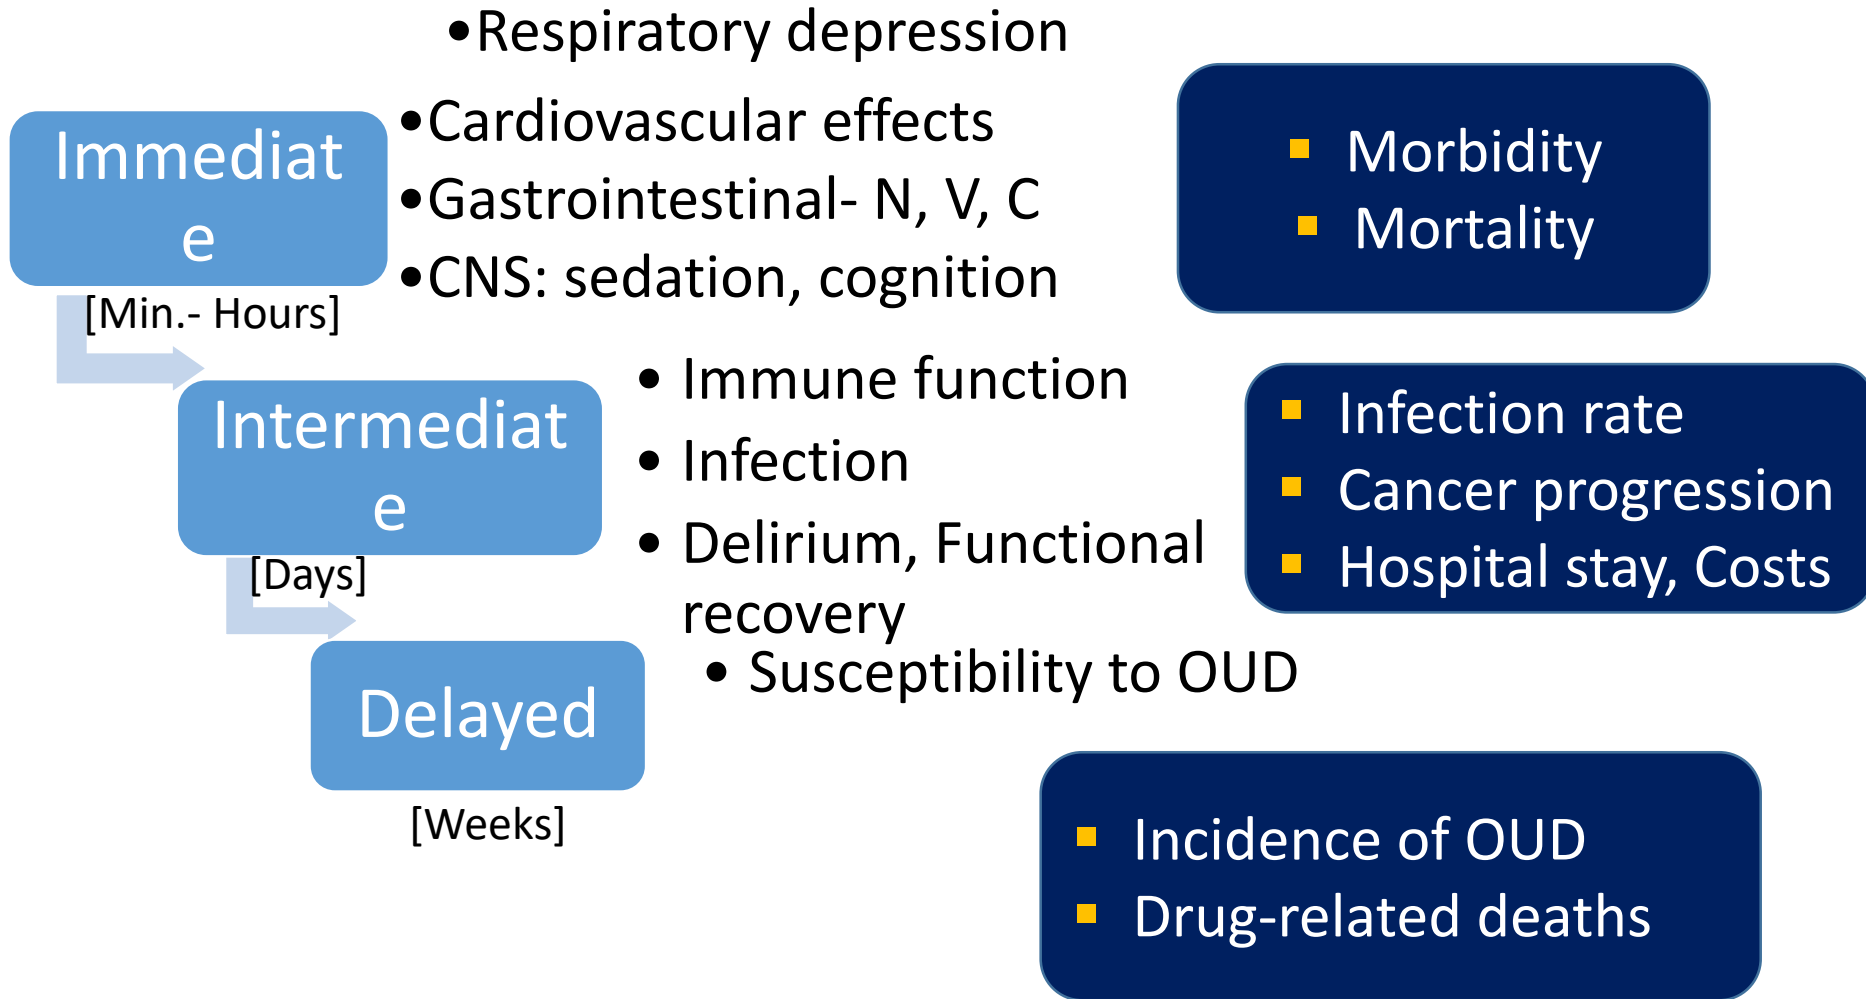 •Respiratory depression
Immediat
e
•Cardiovascular effects
•Gastrointestinal- N, V, C
•CNS: sedation, cognition
[Min.- Hours]
▪ Morbidity
▪ Mortality
Intermediat
e
[Days]
• Immune function
• Infection
• Delirium, Functional
recovery
▪ Infection rate
▪ Cancer progression
▪ Hospital stay, Costs
Delayed
[Weeks]
• Susceptibility to OUD
▪ Incidence of OUD
▪ Drug-related deaths